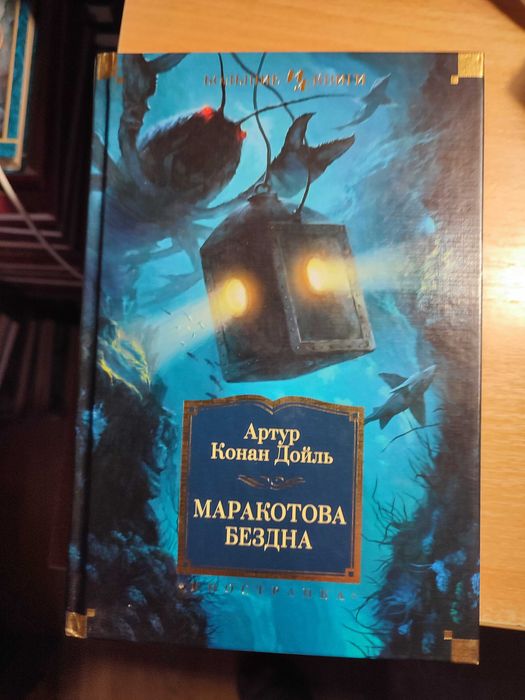 БОЛЬШИЕ КНИГИ
Артур
Конан Дойль
МАРАКОТОВА
БЕЗДНА
ИНОСТРАНКА